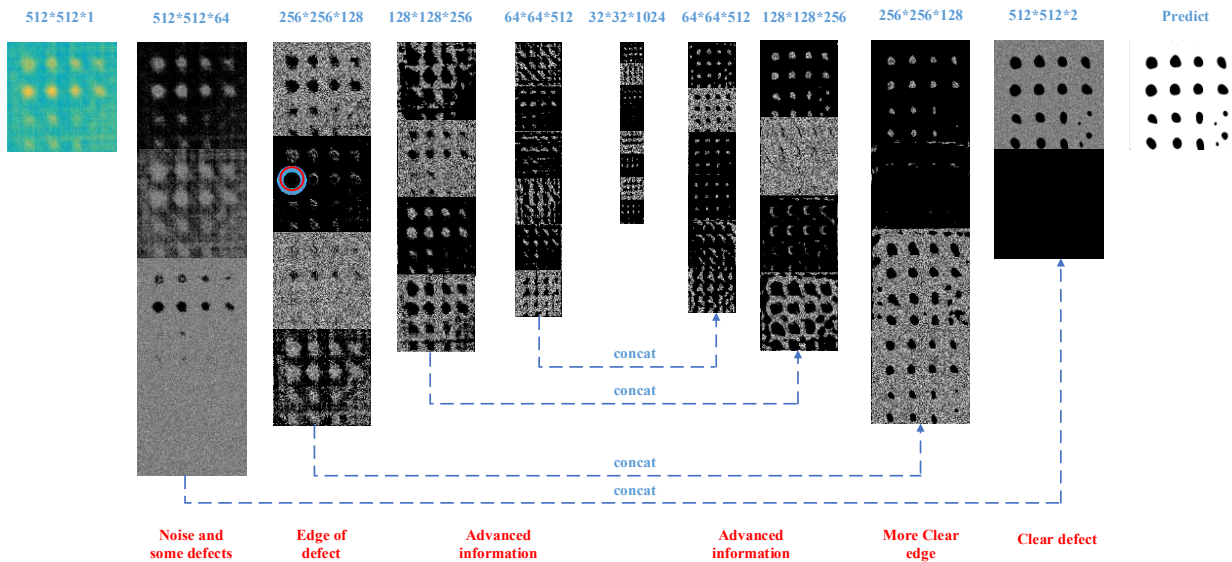 512*512*1
512*512*64
256*256*128
128*128*256
64*64*512
32*32*1024
64*64*512
128*128*256
256*256*128
512*512*2
Predict
concat
concat
concat
concat
Noise and
some defects
Edge of
defect
Advanced
information
Advanced
information
More Clear
edge
Clear defect